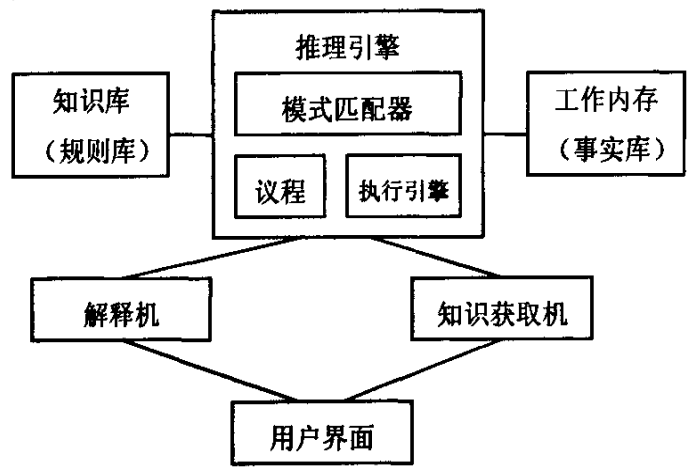 推理引擎
知识库
（规则库）
模式匹配器
议程
执行引擎
工作内存
（事实库）
解释机
知识获取机
用户界面